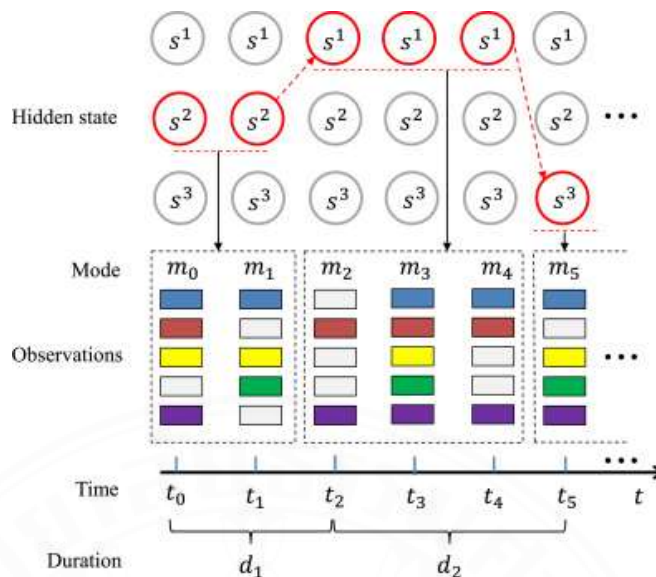 s¹ s¹ s¹ s¹ s¹ s¹
Hidden state s² s² s² s² s² s² •••
s³ s³ s³ s³ s³ s³
Mode m₀ m₁ m₂ m₃ m₄ m₅
Observations •••
•••
Time t₀ t₁ t₂ t₃ t₄ t₅ t
Duration d₁ d₂